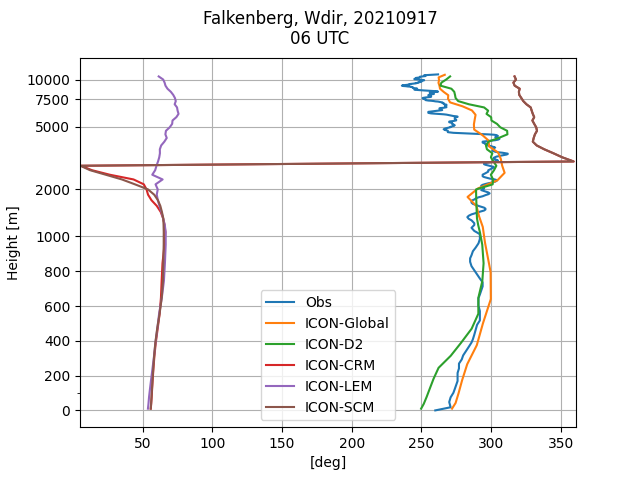 Falkenberg, Wdir, 20210917
06 UTC
10000
7500
5000
2000
1000
800
600
400
200
0
Height [m]
Obs
ICON-Global
ICON-D2
ICON-CRM
ICON-LEM
ICON-SCM
50 100 150 200 250 300 350
[deg]